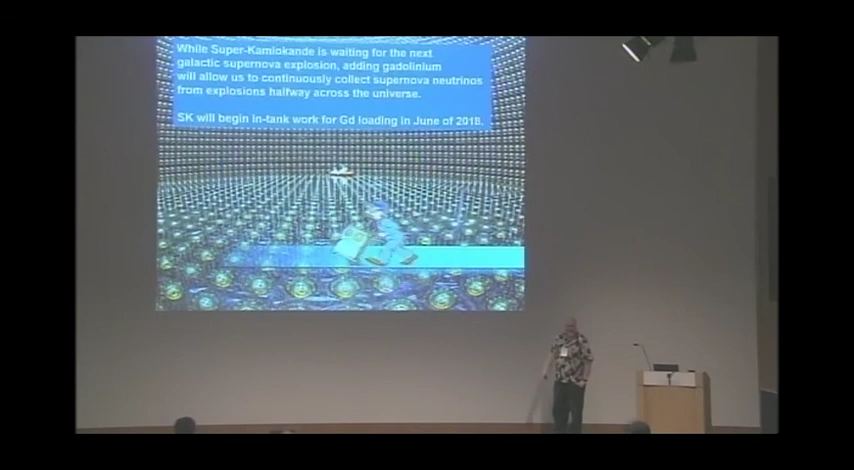 While Super-Kamiokande is waiting for the next
galactic supernova explosion, adding gadolinium
will allow us to continuously collect supernova neutrinos
from explosions halfway across the universe.
SK will begin in-tank work for Gd loading in June of 2018.